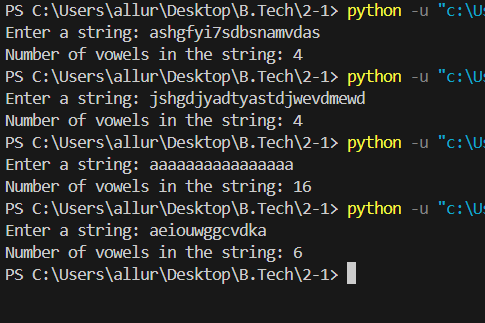 PS C:\Users\allur\Desktop\B.Tech\2-1> python -u "c:\Us
Enter a string: ashgfyi7sdbsnamvdas
Number of vowels in the string: 4
PS C:\Users\allur\Desktop\B.Tech\2-1> python -u "c:\Us
Enter a string: jshgdjyadtyastdjwevdmewd
Number of vowels in the string: 4
PS C:\Users\allur\Desktop\B.Tech\2-1> python -u "c:\Us
Enter a string: aaaaaaaaaaaaaaaa
Number of vowels in the string: 16
PS C:\Users\allur\Desktop\B.Tech\2-1> python -u "c:\Us
Enter a string: aeiouwggcvdka
Number of vowels in the string: 6
PS C:\Users\allur\Desktop\B.Tech\2-1>